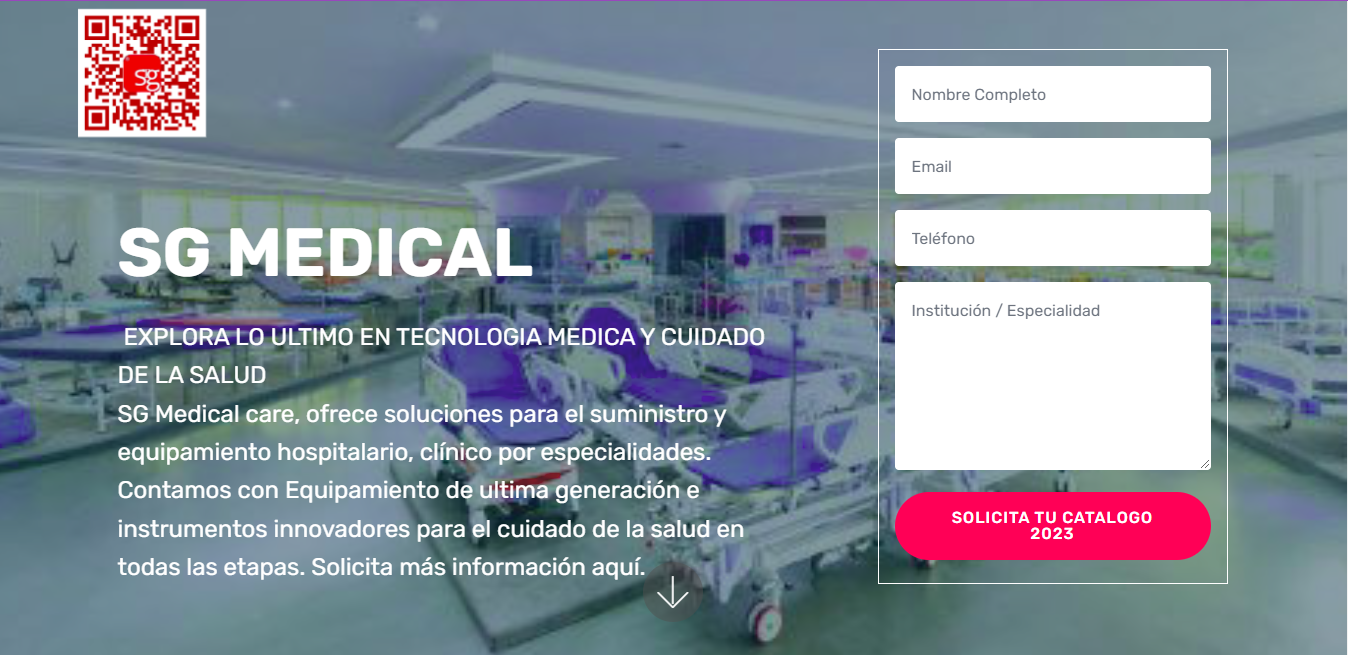 sg
SG MEDICAL
EXPLORA LO ULTIMO EN TECNOLOGIA MEDICA Y CUIDADO
DE LA SALUD
SG Medical care, ofrece soluciones para el suministro y
equipamiento hospitalario, clínico por especialidades.
Contamos con Equipamiento de ultima generación e
instrumentos innovadores para el cuidado de la salud en
todas las etapas. Solicita más información aquí.
Nombre Completo
Email
Teléfono
Institución / Especialidad
SOLICITA TU CATALOGO
2023